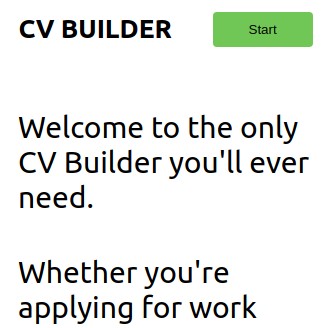 CV BUILDER
Start
Welcome to the only
CV Builder you'll ever
need.
Whether you're
applying for work